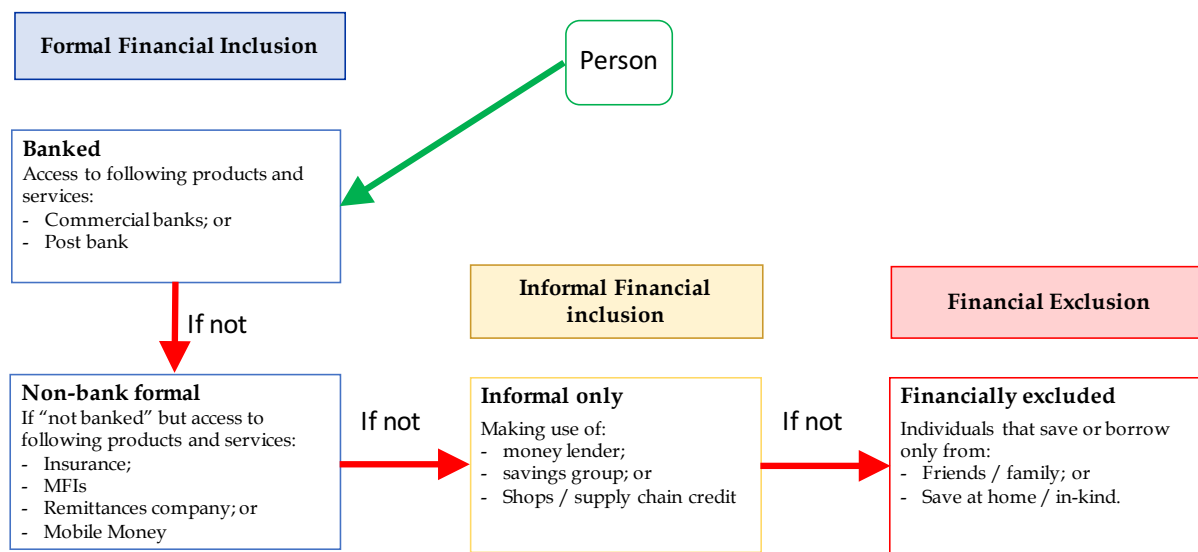 Formal Financial Inclusion
Person
Banked
Access to following products and
services:
- Commercial banks; or
- Post bank
If not
Informal Financial
inclusion
Financial Exclusion
Non-bank formal
If “not banked” but access to
following products and services:
- Insurance;
- MFIs
- Remittances company; or
- Mobile Money
If not
Informal only
Making use of:
- money lender;
- savings group; or
- Shops / supply chain credit
If not
Financially excluded
Individuals that save or borrow
only from:
- Friends / family; or
- Save at home / in-kind.